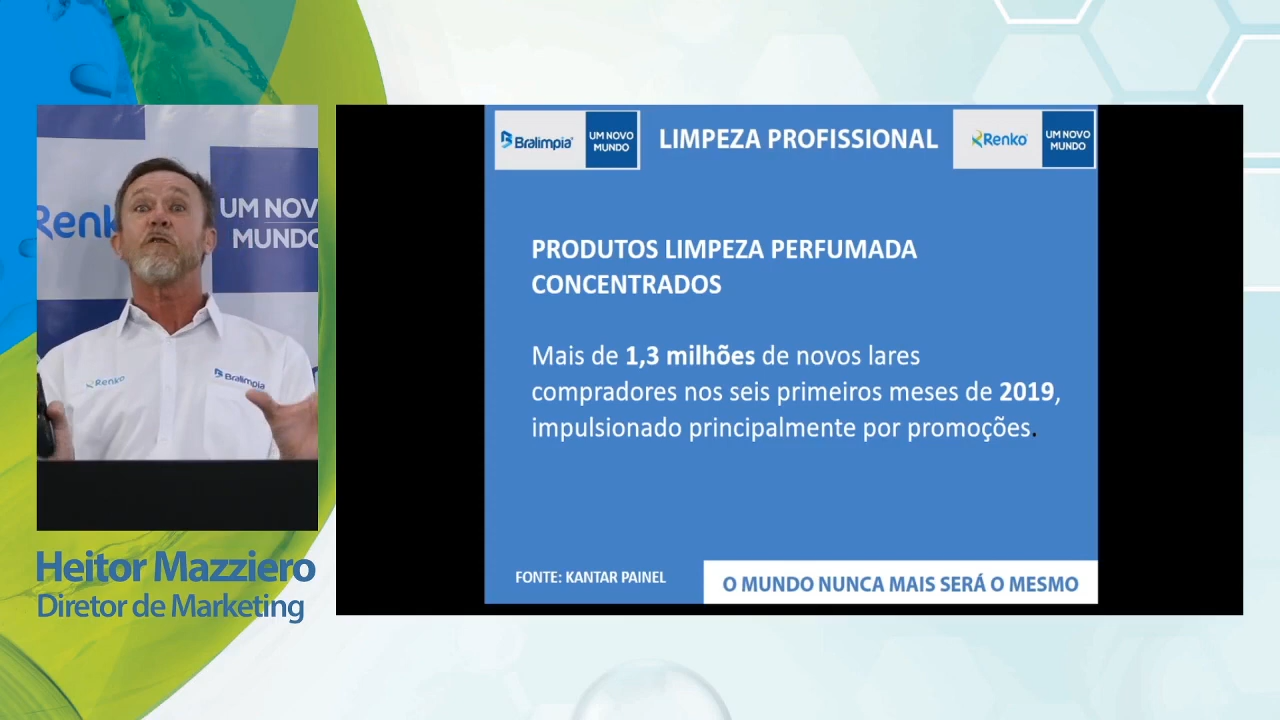 Renk
UM NOV
MUNDO
Renko
Bralimpia
Heitor Mazziero
Diretor de Marketing
Bralimpia
UM NOVO
MUNDO
LIMPEZA PROFISSIONAL
Renko
UM NOVO
MUNDO
PRODUTOS LIMPEZA PERFUMADA
CONCENTRADOS
Mais de 1,3 milhões de novos lares
compradores nos seis primeiros meses de 2019,
impulsionado principalmente por promoções.
FONTE: KANTAR PAINEL
O MUNDO NUNCA MAIS SERÁ O MESMO